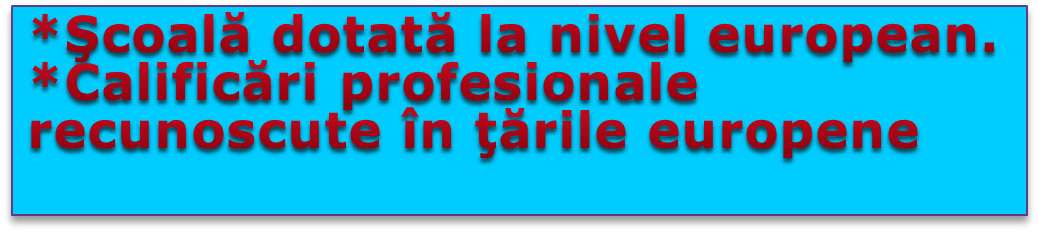 *Şcoală dotată la nivel european.
*Calificări profesionale
recunoscute în ţările europene